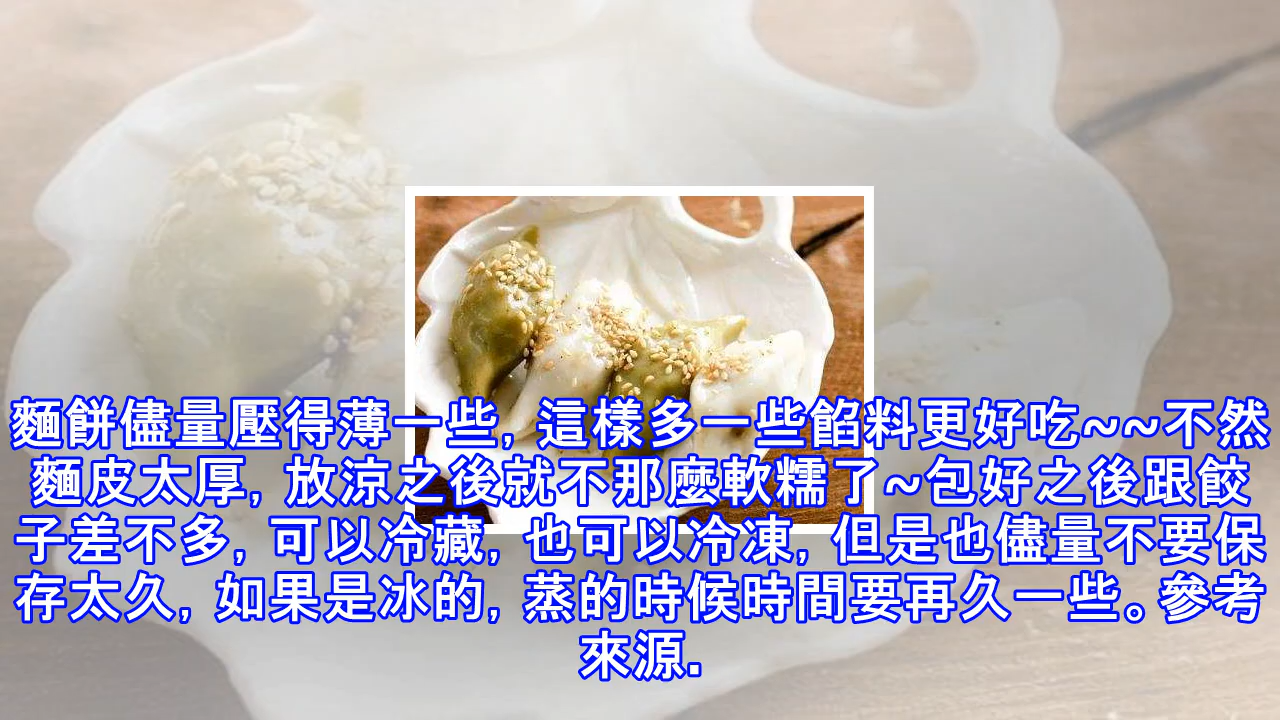 麵餅儘量壓得薄一些, 這樣多一些餡料更好吃~~不然
麵皮太厚, 放涼之後就不那麼軟糯了~包好之後跟餃
子差不多, 可以冷藏, 也可以冷凍, 但是也儘量不要保
存太久, 如果是冰的, 蒸的時候時間要再久一些。參考
來源.